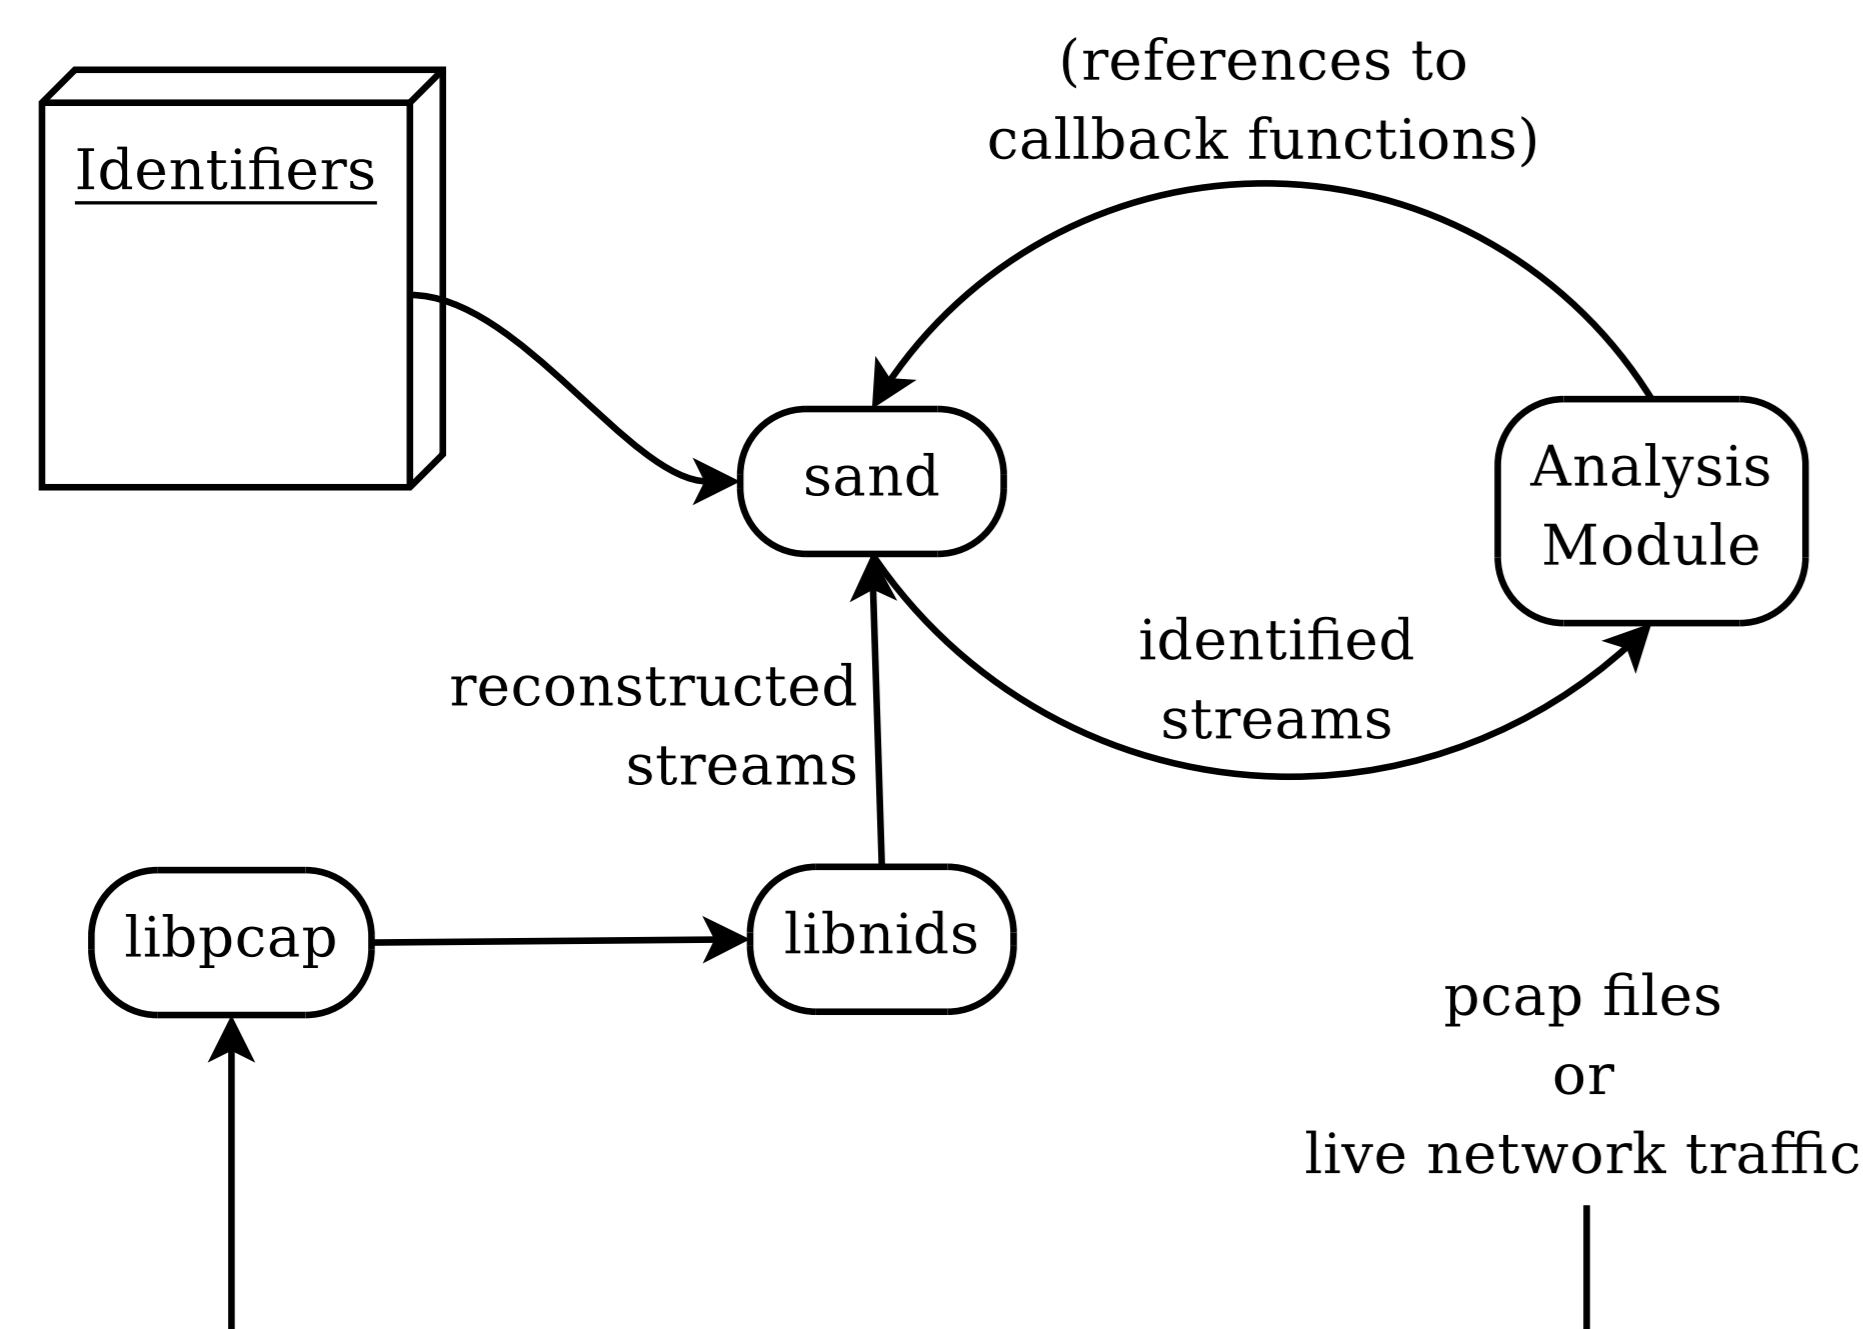 (references to
callback functions)
Identifiers
sand
Analysis
Module
identified
streams
reconstructed
streams
libpcap
libnids
pcap files
or
live network traffic